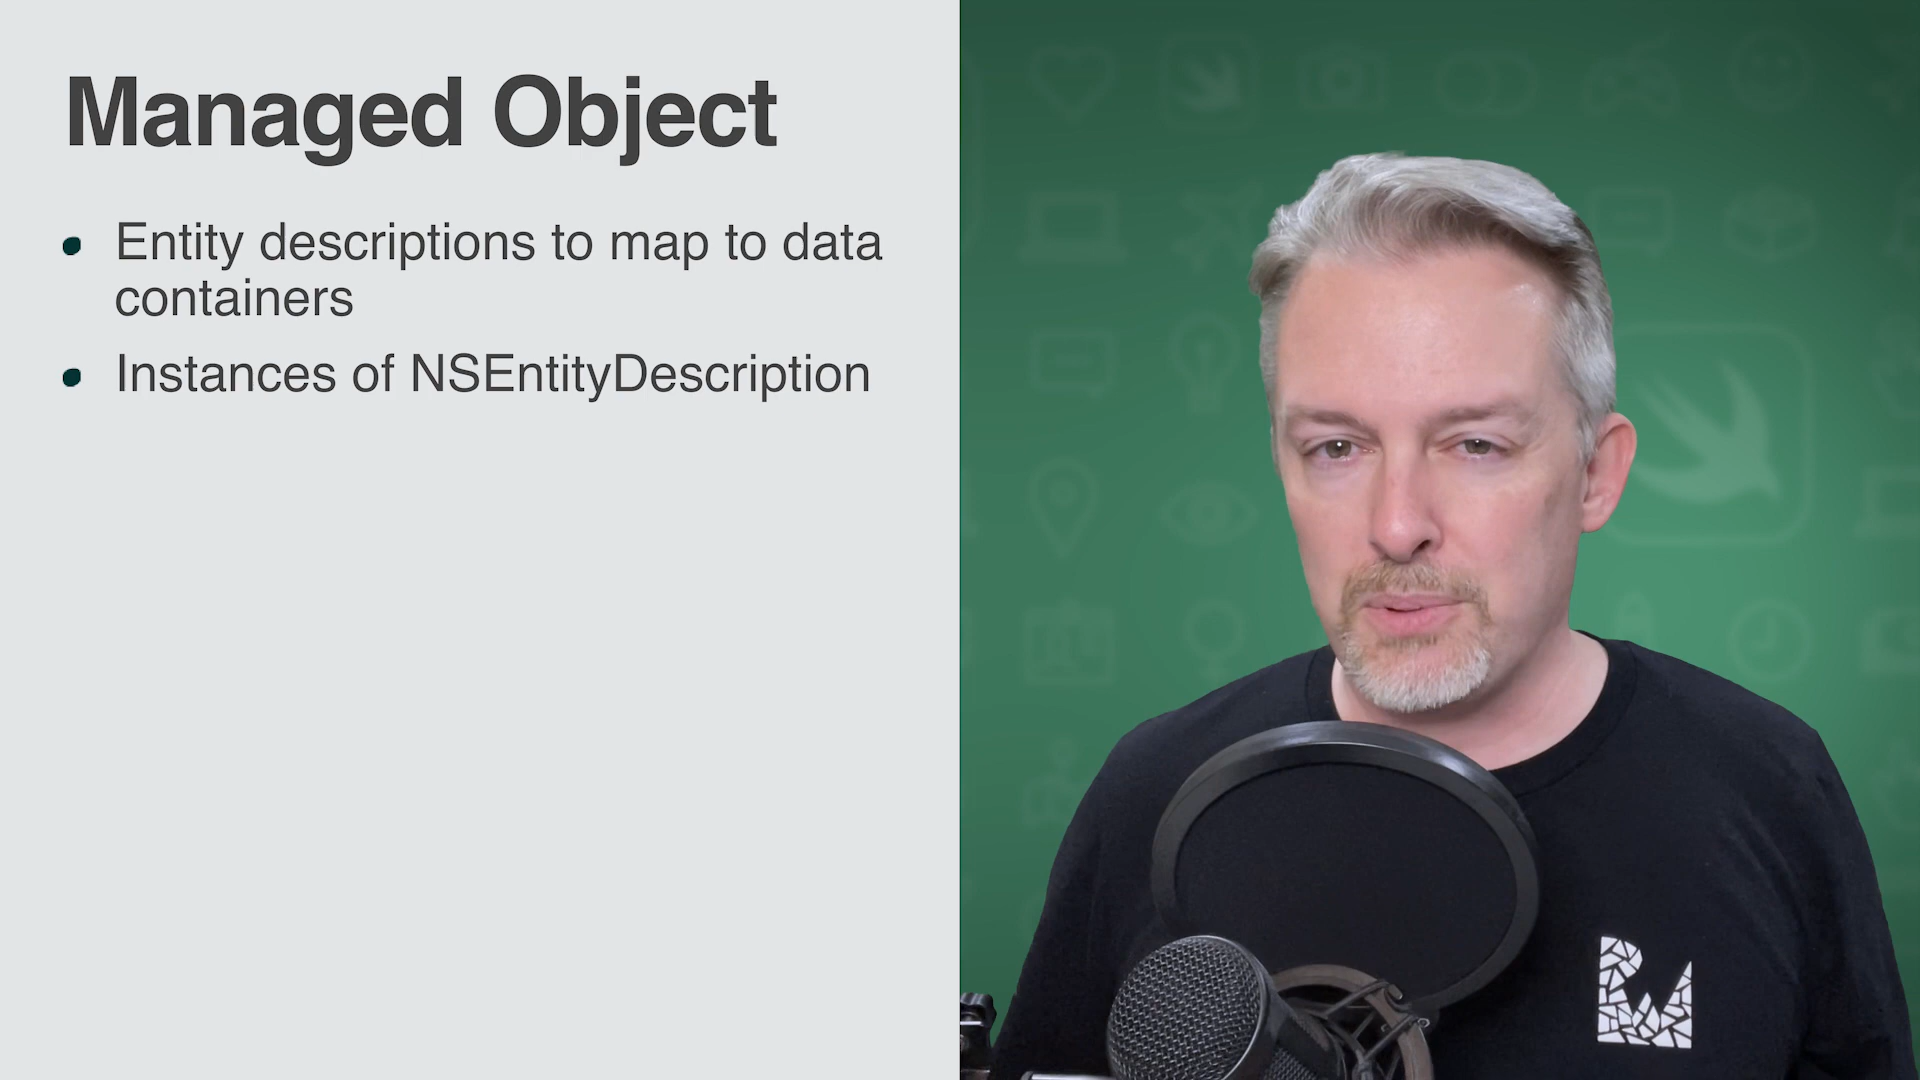 Managed Object
• Entity descriptions to map to data
containers
• Instances of NSEntityDescription